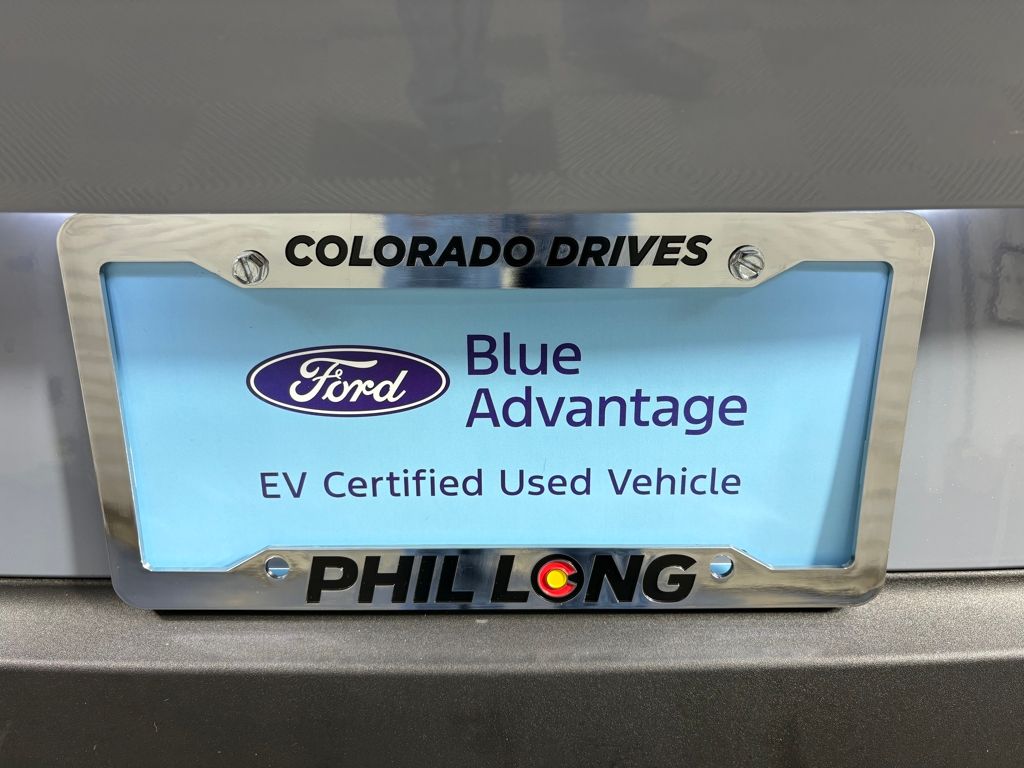 COLORADO DRIVES
Ford
Blue
Advantage
EV Certified Used Vehicle
PHIL LONG